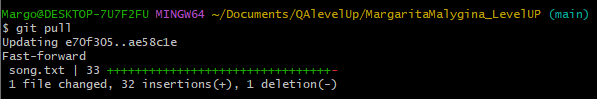 Margo@DESKTOP-7U7F2FU MINGW64 ~/Documents/QAlevelUp/MargaritaMalygina_LevelUP (main)
$ git pull
Updating e70f305..ae58c1e
Fast-forward
 song.txt | 33 ++++++++++++++++++++++++++++++++-
 1 file changed, 32 insertions(+), 1 deletion(-)